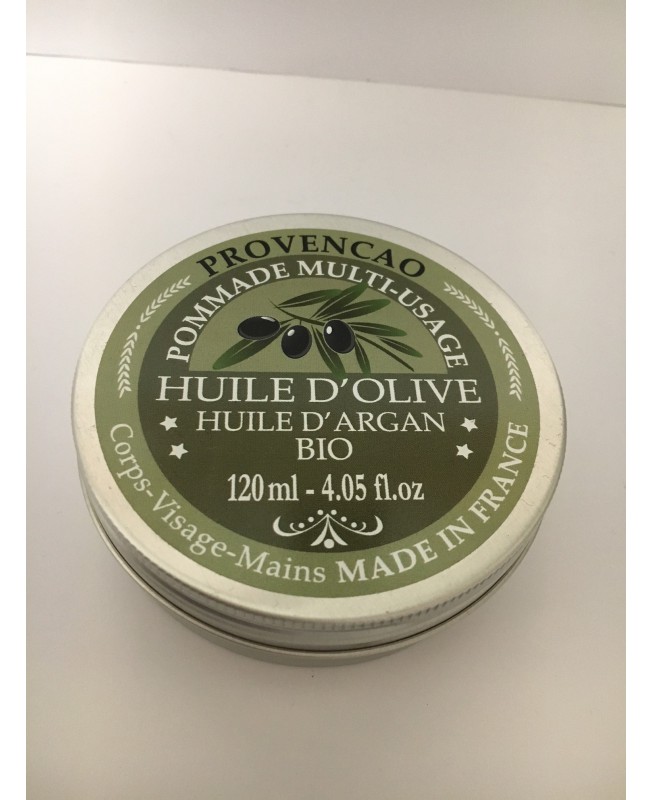 PROVENCAO
POMMADE MULTI-USAGE
HUILE D'OLIVE
HUILE D'ARGAN
BIO
120 ml - 4.05 fl.oz
Corps-Visage-Mains MADE IN FRANCE